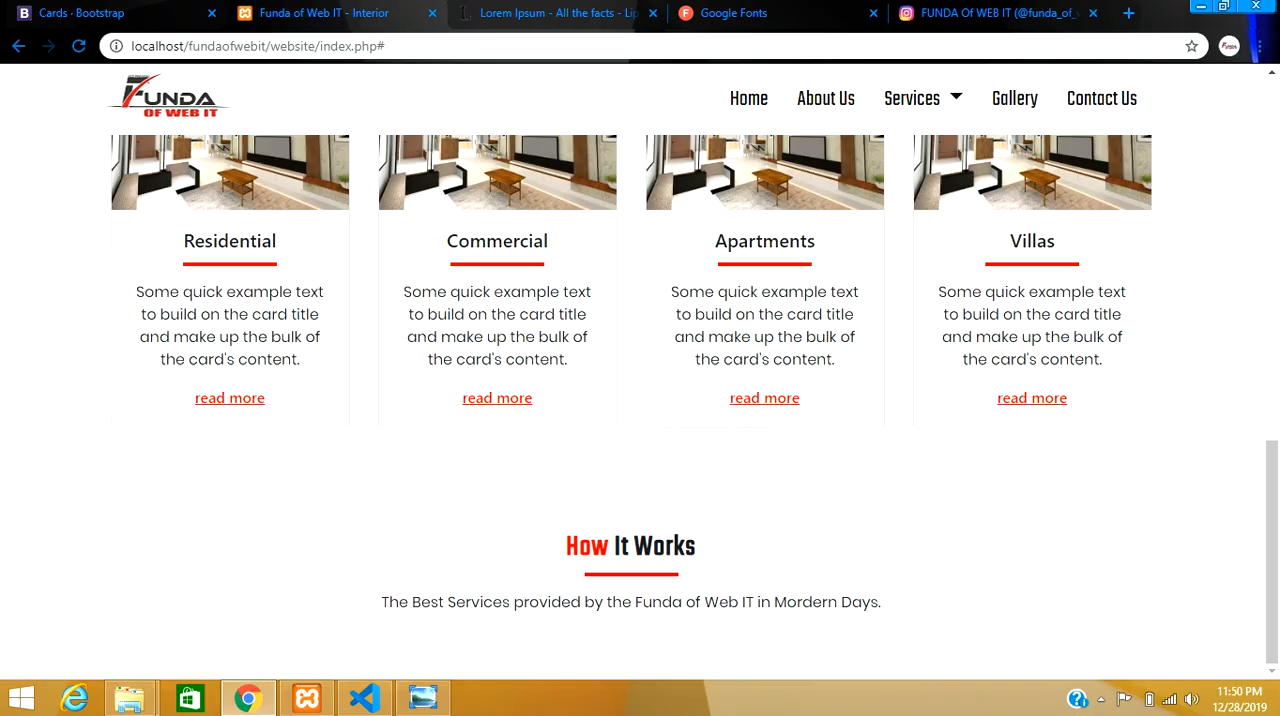 Cards · Bootstrap
Funda of Web IT - Interior
Lorem Ipsum - All the facts - Lip
Google Fonts
FUNDA Of WEB IT (@funda_of_
localhost/fundaofwebit/website/index.php#
FUNDA
OF WEB IT
Home
About Us
Services
Gallery
Contact Us
Residential
Some quick example text
to build on the card title
and make up the bulk of
the card's content.
read more
Commercial
Some quick example text
to build on the card title
and make up the bulk of
the card's content.
read more
Apartments
Some quick example text
to build on the card title
and make up the bulk of
the card's content.
read more
Villas
Some quick example text
to build on the card title
and make up the bulk of
the card's content.
read more
How It Works
The Best Services provided by the Funda of Web IT in Mordern Days.
11:50 PM
12/28/2019